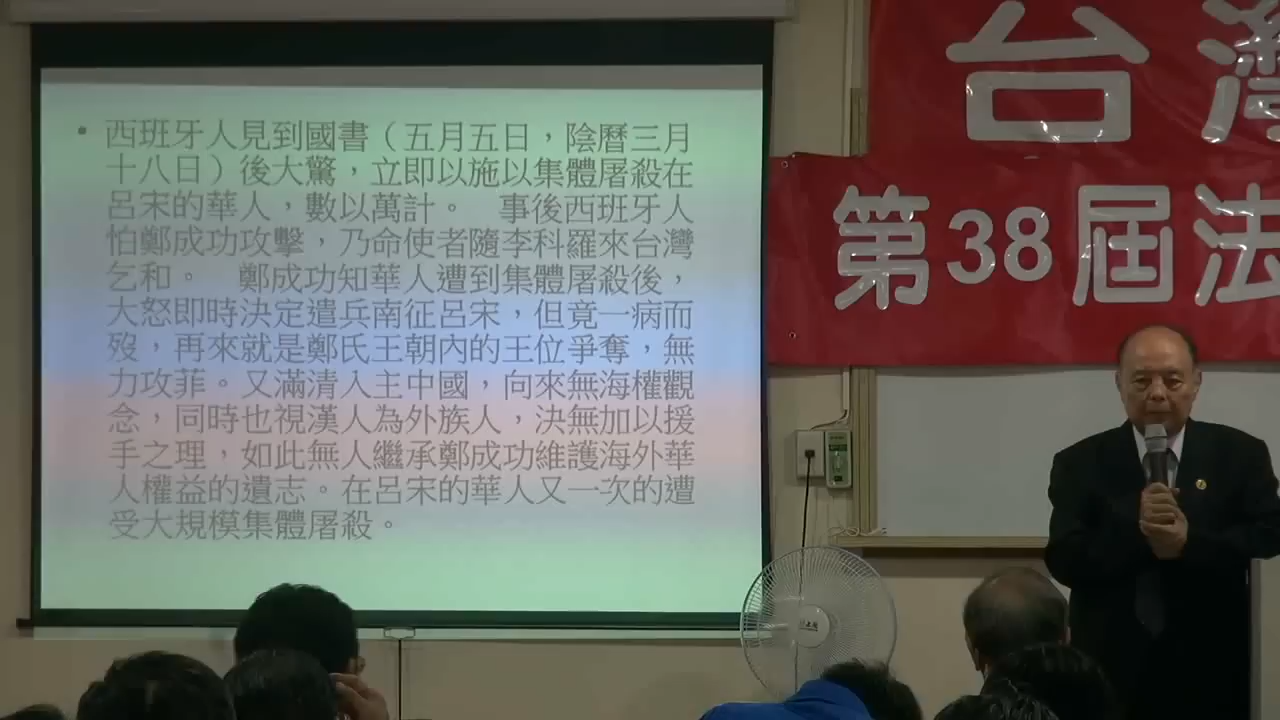 • 西班牙人見到國書（五月五日，陰曆三月
十八日）後大驚，立即以施以集體屠殺在
呂宋的華人，數以萬計。 事後西班牙人
怕鄭成功攻擊，乃命使者隨李科羅來台灣
乞和。 鄭成功知華人遭到集體屠殺後，
大怒即時決定遣兵南征呂宋，但竟一病而
歿，再來就是鄭氏王朝內的王位爭奪，無
力攻菲。又滿清入主中國，向來無海權觀
念，同時也視漢人為外族人，決無加以援
手之理，如此無人繼承鄭成功維護海外華
人權益的遺志。在呂宋的華人又一次的遭
受大規模集體屠殺。
台灣
第38屆法